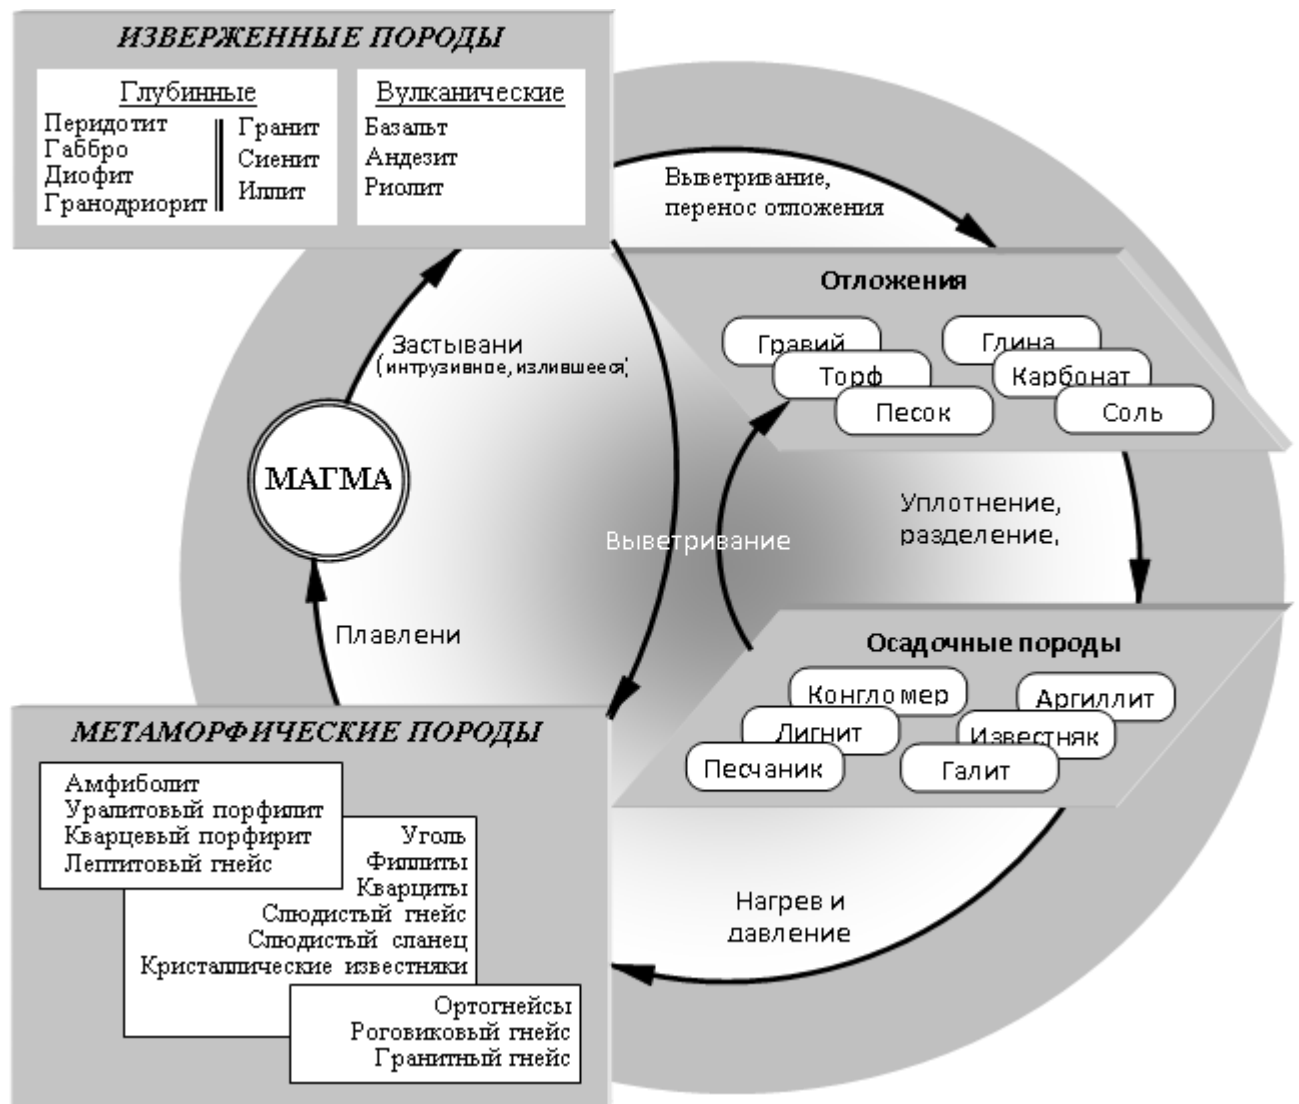 ИЗВЕРЖЕННЫЕ ПОРОДЫ
Глубинные
Перидотит
Габбро
Диофит
Гранодриорит
Гранит
Сиенит
Иллит
Вулканические
Базальт
Андезит
Риолит
Выветривание,
перенос отложения
Отложения
Гравий
Торф
Песок
Глина
Карбонат
Соль
Застывани
(интрузивное, излившееся)
МАГМА
Выветривание
Уплотнение,
разделение,
Плавлени
Осадочные породы
Конгломер
Лигнит
Песчаник
Аргиллит
Известняк
Галит
МЕТАМОРФИЧЕСКИЕ ПОРОДЫ
Амфиболит
Уралитовый порфилит
Кварцевый порфирит
Лептитовый гнейс
Уголь
Филлиты
Кварциты
Слюдистый гнейс
Слюдистый сланец
Кристаллические известняки
Ортогнейсы
Роговиковый гнейс
Гранитный гнейс
Нагрев и
давление